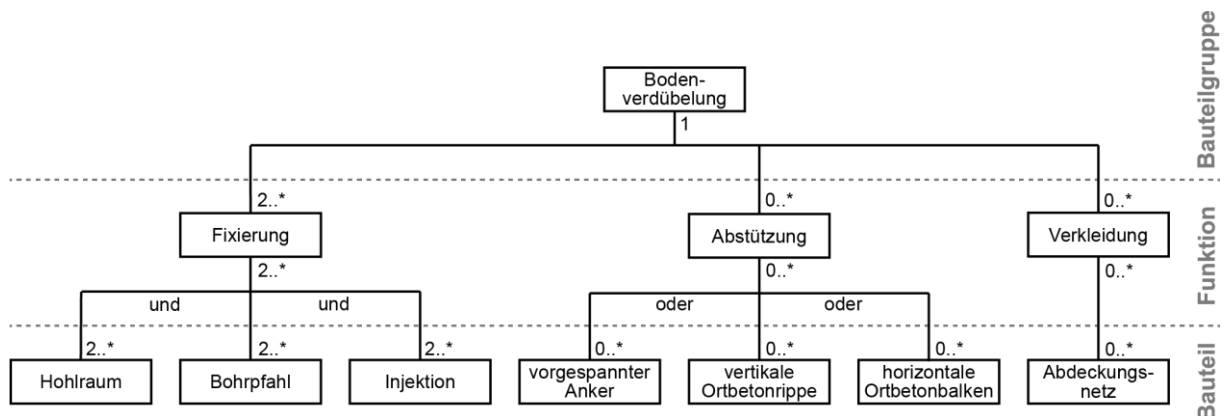 Boden-
verdübelung
1
Bauteilgruppe
2..*
0..*
0..*
Fixierung
Abstützung
Verkleidung
2..*
0..*
0..*
Funktion
und
und
oder
oder
2..*
2..*
2..*
0..*
0..*
0..*
0..*
Hohlraum
Bohrpfahl
Injektion
vorgespannter
Anker
vertikale
Ortbetonrippe
horizontale
Ortbetonbalken
Abdeckungs-
netz
Bauteil